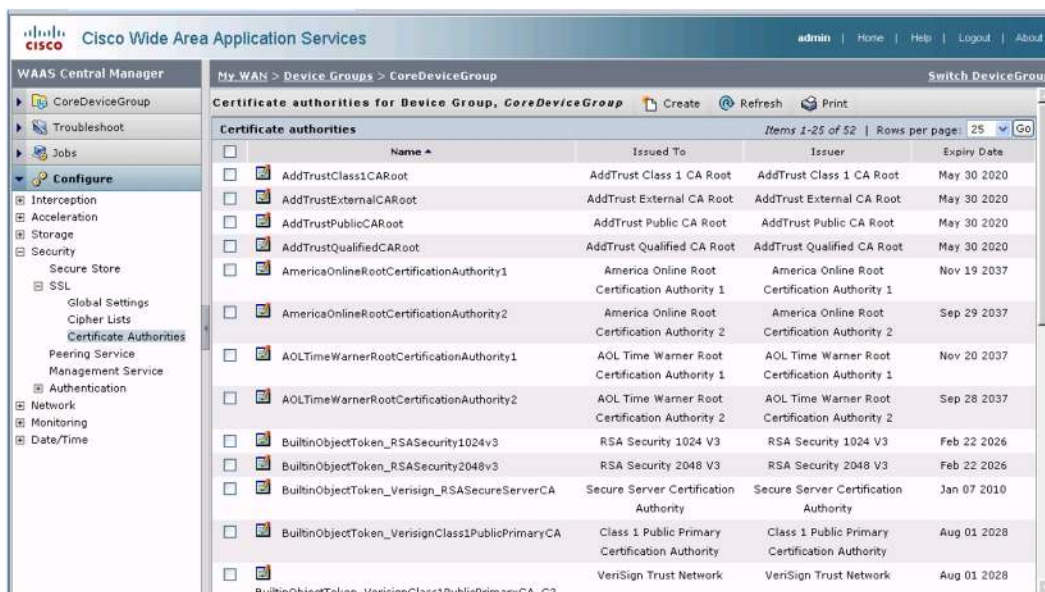 CISCO Cisco Wide Area Application Services admin | Home | Help | Logout | About
WAAS Central Manager
CoreDeviceGroup
Troubleshoot
Jobs
Configure
Interception
Acceleration
Storage
Security
Secure Store
SSL
Global Settings
Cipher Lists
Certificate Authorities
Peering Service
Management Service
Authentication
Network
Monitoring
Date/Time
My WAN > Device Groups > CoreDeviceGroup Switch DeviceGrou
Certificate authorities for Device Group, CoreDeviceGroup Create Refresh Print
Certificate authorities Items 1-25 of 52 | Rows per page: 25 Go
Name Issued To Issuer Expiry Date
AddTrustClass1CARoot AddTrust Class 1 CA Root AddTrust Class 1 CA Root May 30 2020
AddTrustExternalCARoot AddTrust External CA Root AddTrust External CA Root May 30 2020
AddTrustPublicCARoot AddTrust Public CA Root AddTrust Public CA Root May 30 2020
AddTrustQualifiedCARoot AddTrust Qualified CA Root AddTrust Qualified CA Root May 30 2020
AmericaOnlineRootCertificationAuthority1 America Online Root America Online Root Nov 19 2037
Certification Authority 1 Certification Authority 1
AmericaOnlineRootCertificationAuthority2 America Online Root America Online Root Sep 29 2037
Certification Authority 2 Certification Authority 2
AOLTimeWarnerRootCertificationAuthority1 AOL Time Warner Root AOL Time Warner Root Nov 20 2037
Certification Authority 1 Certification Authority 1
AOLTimeWarnerRootCertificationAuthority2 AOL Time Warner Root AOL Time Warner Root Sep 28 2037
Certification Authority 2 Certification Authority 2
BuiltinObjectToken_RSASecurity1024v3 RSA Security 1024 V3 RSA Security 1024 V3 Feb 22 2026
BuiltinObjectToken_RSASecurity2048v3 RSA Security 2048 V3 RSA Security 2048 V3 Feb 22 2026
BuiltinObjectToken_Verisign_RSASecureServerCA Secure Server Certification Secure Server Certification Jan 07 2010
Authority Authority
BuiltinObjectToken_VerisignClass1PublicPrimaryCA Class 1 Public Primary Class 1 Public Primary Aug 01 2028
Certification Authority Certification Authority
VeriSign Trust Network VeriSign Trust Network Aug 01 2028
BuiltinObjectToken_VerisignClass1PublicPrimaryCA_G2